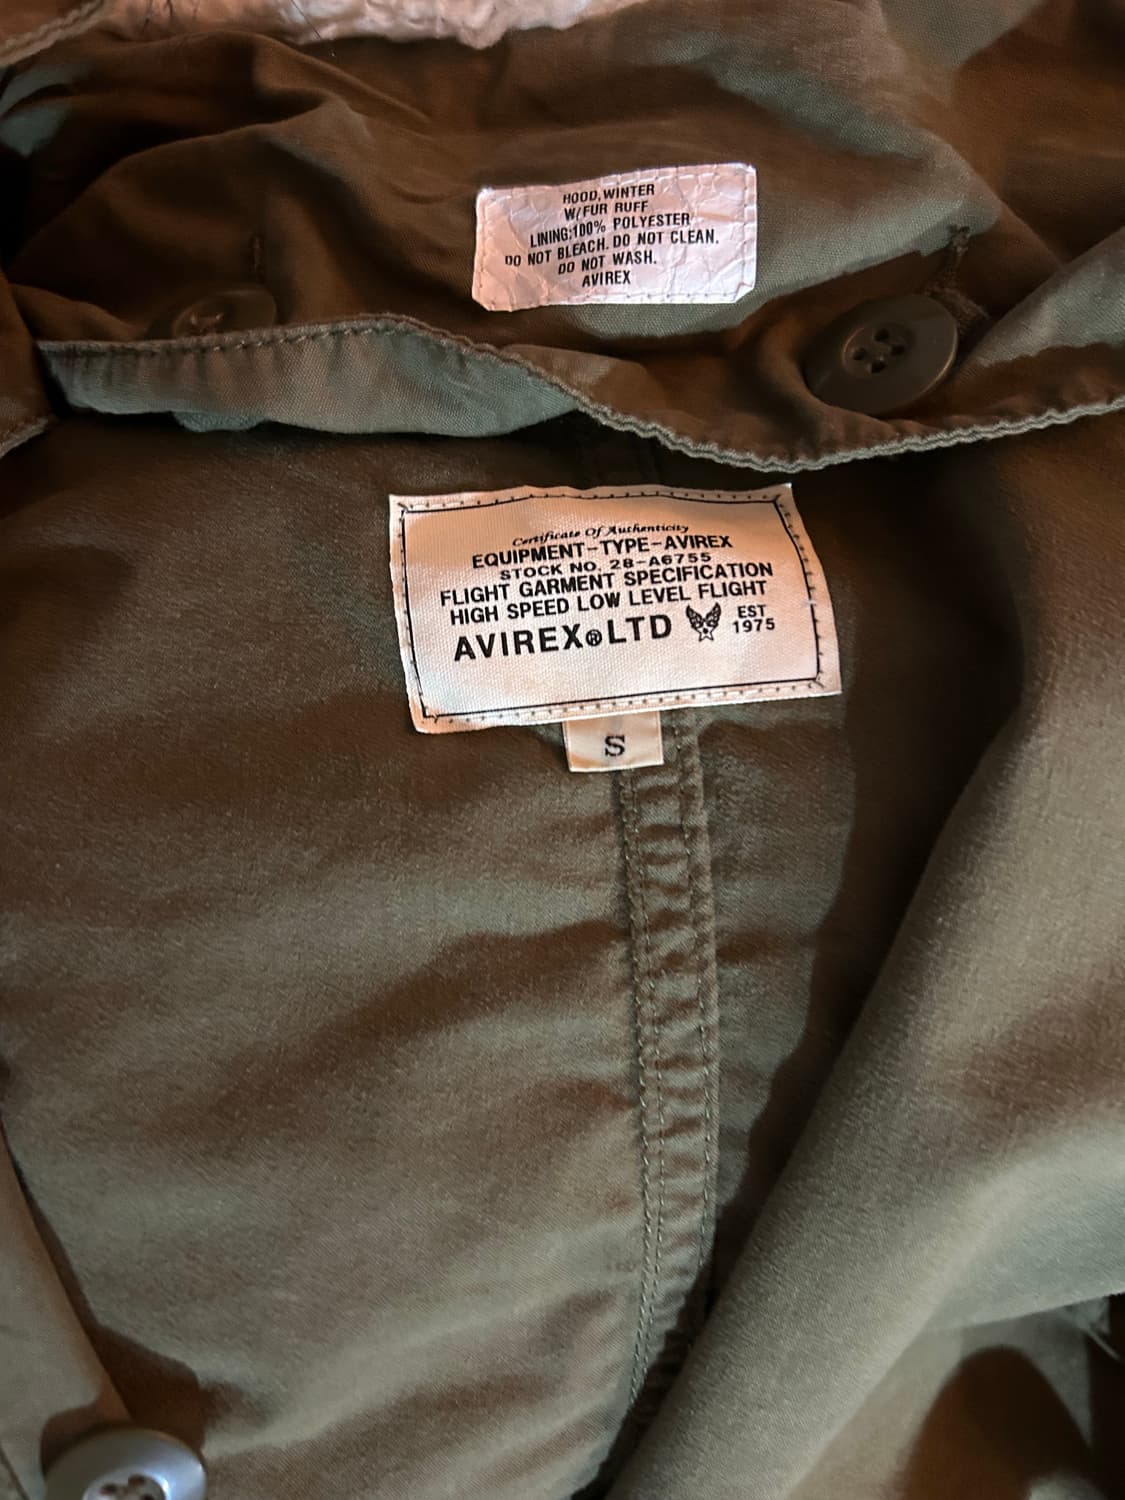 HOOD, WINTER
W/FUR RUFF
LINING:100% POLYESTER
DO NOT BLEACH. DO NOT CLEAN.
DO NOT WASH.
AVIREX
Certificate Of Authenticity
EQUIPMENT-TYPE-AVIREX
STOCK NO. 28-A6755
FLIGHT GARMENT SPECIFICATION
HIGH SPEED LOW LEVEL FLIGHT
AVIREX® LTD EST 1975
S